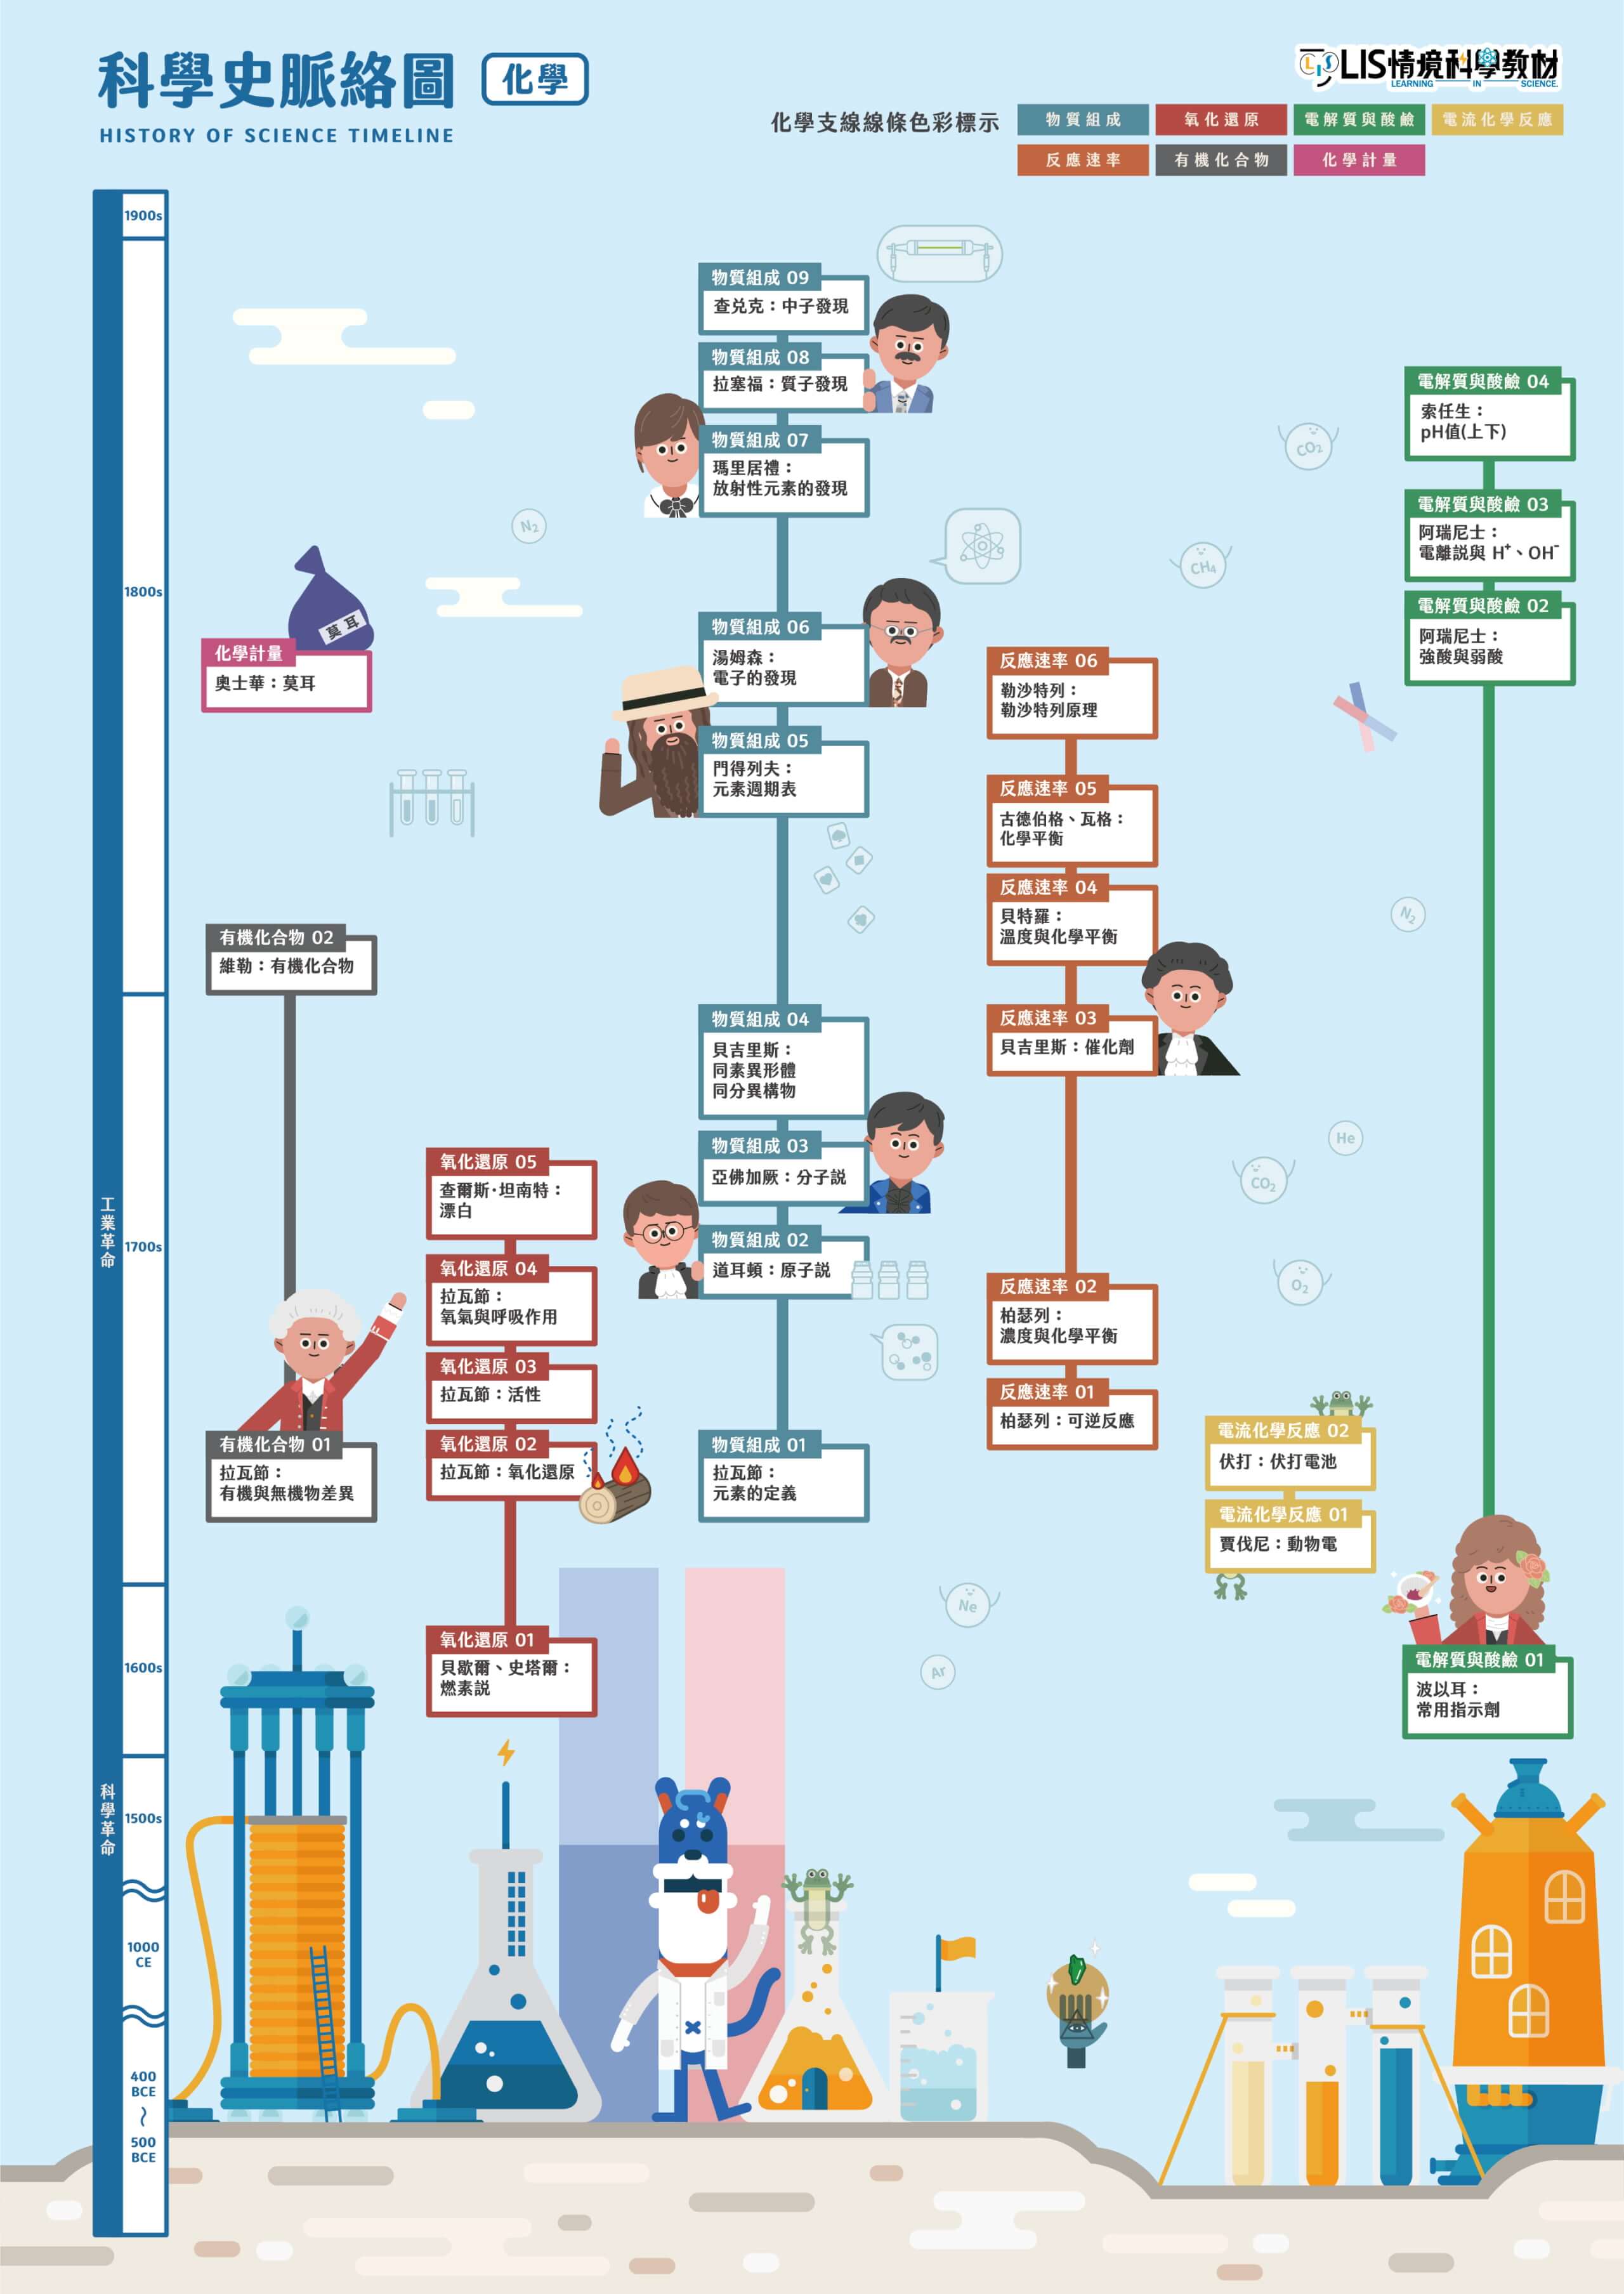 科學史脈絡圖
化學
HISTORY OF SCIENCE TIMELINE
LIS情境科學教材
LEARNING IN SCIENCE.
化學支線線條色彩標示
物質組成
氧化還原
電解質與酸鹼
電流化學反應
反應速率
有機化合物
化學計量
1900s
1800s
工業革命
1700s
1600s
科學革命
1500s
1000
CE
400
BCE
~
500
BCE
物質組成 09
查兌克：中子發現
物質組成 08
拉塞福：質子發現
物質組成 07
瑪里居禮：
放射性元素的發現
物質組成 06
湯姆森：
電子的發現
物質組成 05
門得列夫：
元素週期表
物質組成 04
貝吉里斯：
同素異形體
同分異構物
物質組成 03
亞佛加厥：分子說
物質組成 02
道耳頓：原子說
物質組成 01
拉瓦節：
元素的定義
電解質與酸鹼 04
索任生：
pH值(上下)
電解質與酸鹼 03
阿瑞尼士：
電離說與 H⁺、OH⁻
電解質與酸鹼 02
阿瑞尼士：
強酸與弱酸
電解質與酸鹼 01
波以耳：
常用指示劑
莫耳
化學計量
奧士華：莫耳
反應速率 06
勒沙特列：
勒沙特列原理
反應速率 05
古德伯格、瓦格：
化學平衡
反應速率 04
貝特羅：
溫度與化學平衡
反應速率 03
貝吉里斯：催化劑
反應速率 02
柏瑟列：
濃度與化學平衡
反應速率 01
柏瑟列：可逆反應
有機化合物 02
維勒：有機化合物
有機化合物 01
拉瓦節：
有機與無機物差異
氧化還原 05
查爾斯·坦南特：
漂白
氧化還原 04
拉瓦節：
氧氣與呼吸作用
氧化還原 03
拉瓦節：活性
氧化還原 02
拉瓦節：氧化還原
氧化還原 01
貝歇爾、史塔爾：
燃素說
電流化學反應 02
伏打：伏打電池
電流化學反應 01
賈伐尼：動物電
N₂
CO₂
CH₄
N₂
He
CO₂
O₂
Ne
Ar